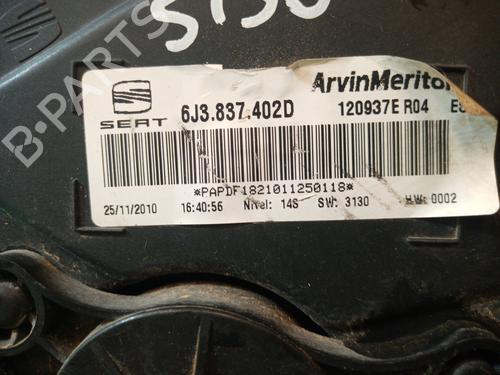 S130
B-PARTS
SEAT
6J3.837.402D
ArvinMeritor
120937E R04
*PAPDF1821011250118*
25/11/2010 16:40:56 Nivel: 14S SW: 3130 HW: 0002